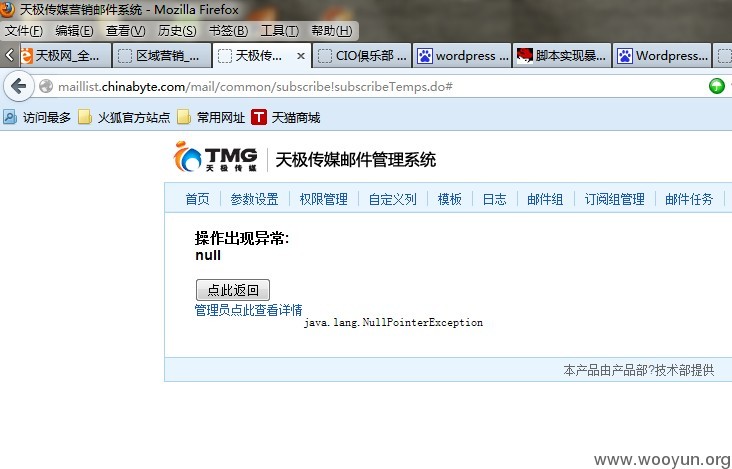 天极传媒营销邮件系统 - Mozilla Firefox
文件(F) 编辑(E) 查看(V) 历史(S) 书签(B) 工具(T) 帮助(H)
天极网_全... 区域营销_... 天极传... CIO俱乐部 ... wordpress ... 脚本实现暴... Wordpress...
maillist.chinabyte.com/mail/common/subscribe!subscribeTemps.do#
访问最多 火狐官方站点 常用网址 T 天猫商城
TMG 天极传媒 天极传媒邮件管理系统
首页 参数设置 权限管理 自定义列 模板 日志 邮件组 订阅组管理 邮件任务
操作出现异常:
null
点此返回
管理员点此查看详情
java.lang.NullPointerException
本产品由产品部?技术部提供
www.wooyun.org